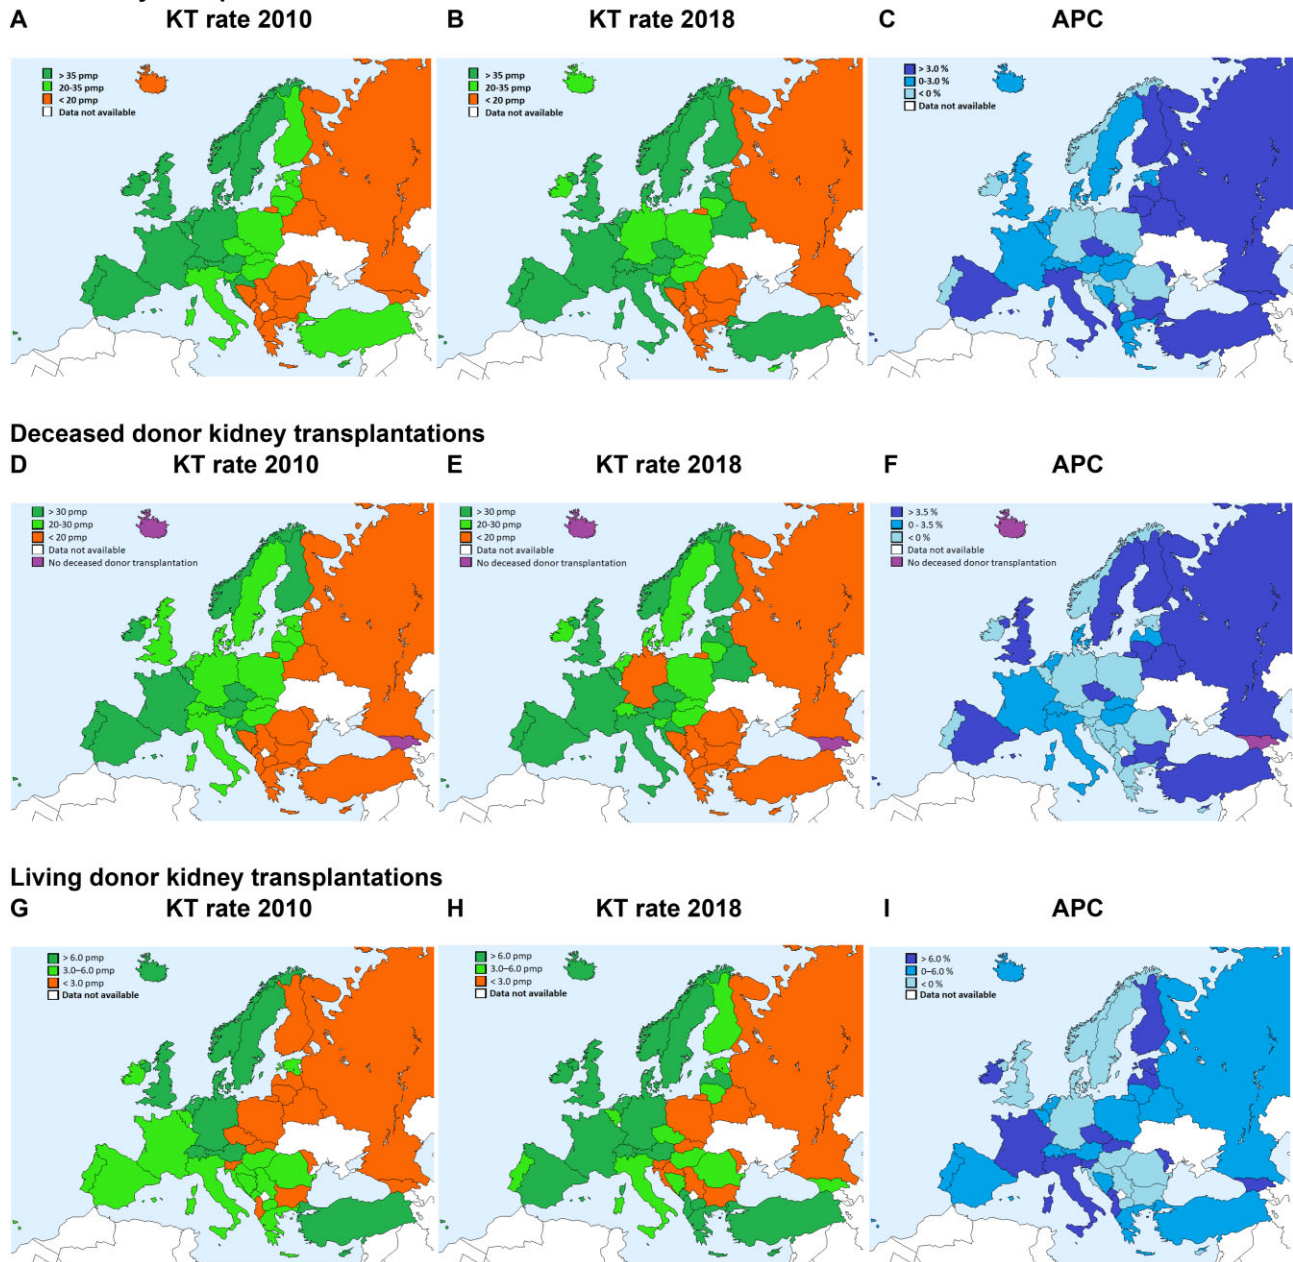 A KT rate 2010 B KT rate 2018 C APC
> 35 pmp
20-35 pmp
< 20 pmp
Data not available
> 35 pmp
20-35 pmp
< 20 pmp
Data not available
> 3.0 %
0-3.0 %
< 0 %
Data not available
Deceased donor kidney transplantations
D KT rate 2010 E KT rate 2018 F APC
> 30 pmp
20-30 pmp
< 20 pmp
Data not available
No deceased donor transplantation
> 30 pmp
20-30 pmp
< 20 pmp
Data not available
No deceased donor transplantation
> 3.5 %
0 - 3.5 %
< 0 %
Data not available
No deceased donor transplantation
Living donor kidney transplantations
G KT rate 2010 H KT rate 2018 I APC
> 6.0 pmp
3.0–6.0 pmp
< 3.0 pmp
Data not available
> 6.0 pmp
3.0–6.0 pmp
< 3.0 pmp
Data not available
> 6.0 %
0–6.0 %
< 0 %
Data not available